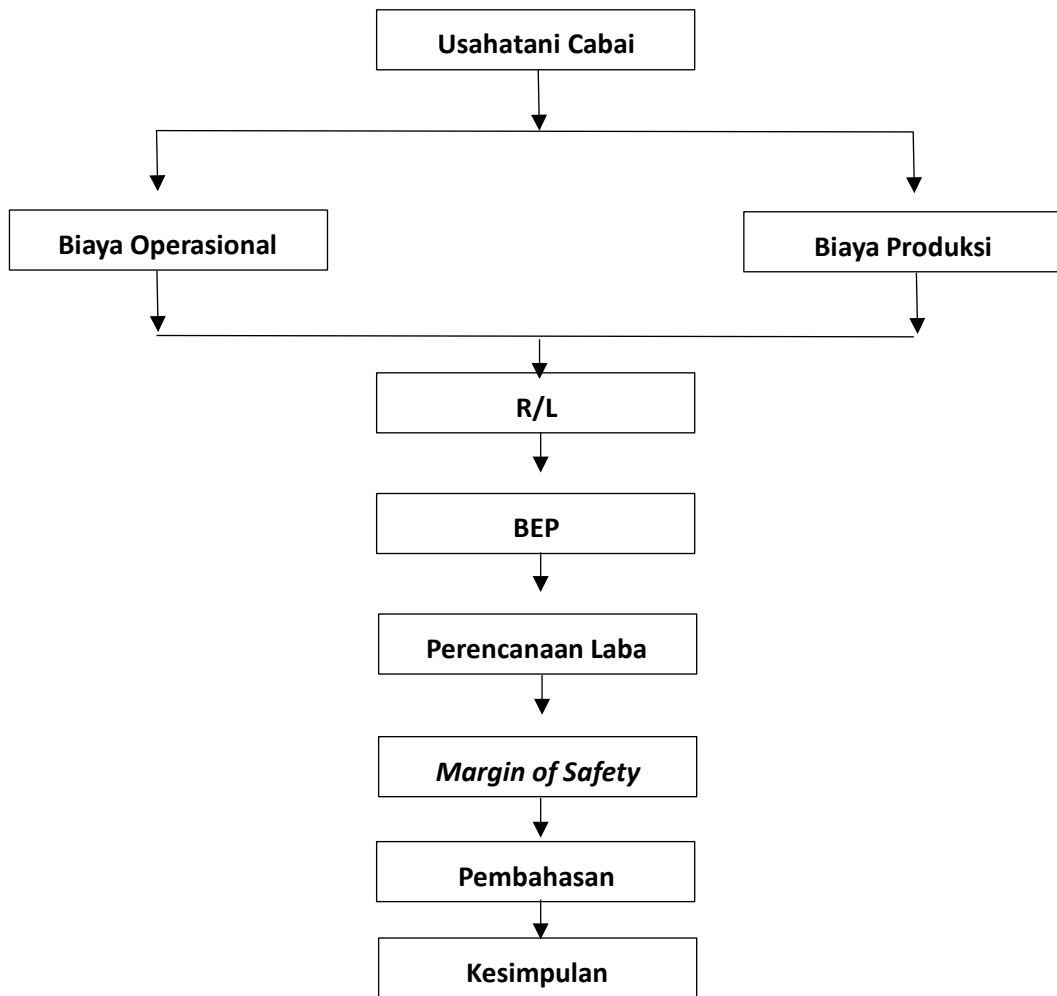 Usahatani Cabai
Biaya Operasional
Biaya Produksi
R/L
BEP
Perencanaan Laba
Margin of Safety
Pembahasan
Kesimpulan